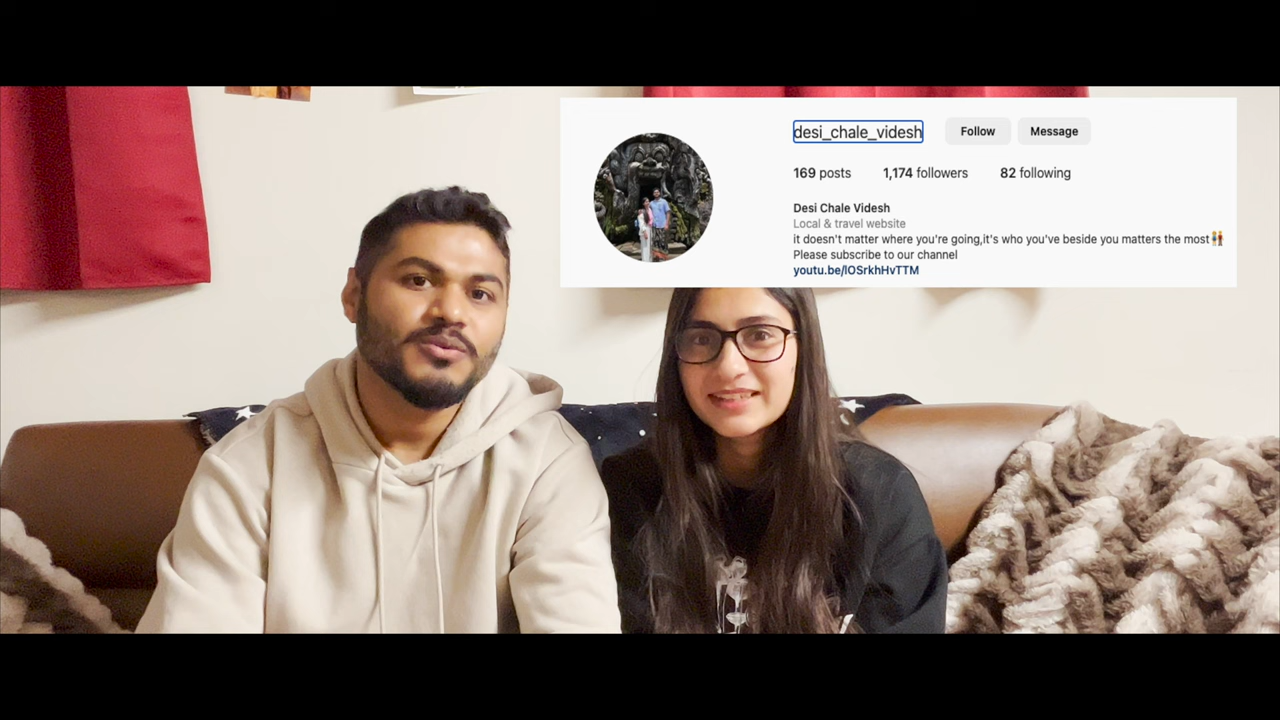 desi_chale_videsh Follow Message
169 posts 1,174 followers 82 following
Desi Chale Videsh
Local & travel website
it doesn't matter where you're going,it's who you've beside you matters the most👫
Please subscribe to our channel
youtu.be/lOSrkhHvTTM